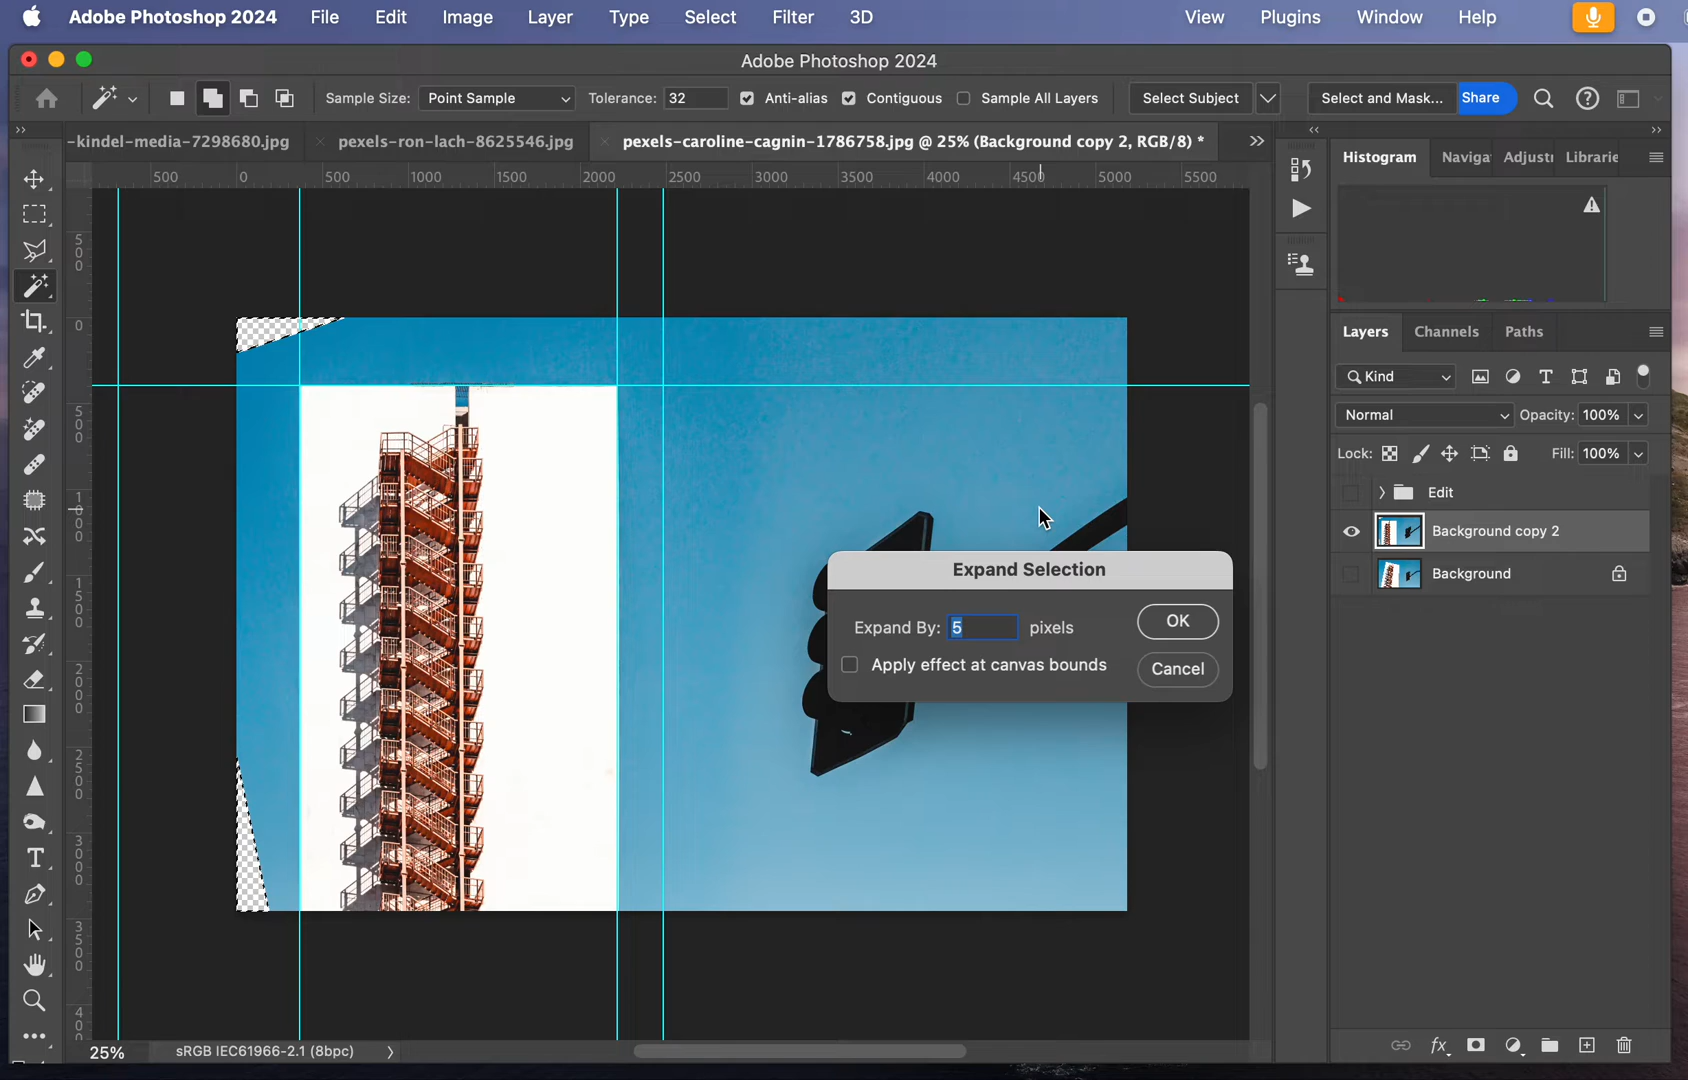 Adobe Photoshop 2024 File Edit Image Layer Type Select Filter 3D View Plugins Window Help
Adobe Photoshop 2024
Sample Size: Point Sample Tolerance: 32 Anti-alias Contiguous Sample All Layers Select Subject Select and Mask... Share
-kindel-media-7298680.jpg × pexels-ron-lach-8625546.jpg × pexels-caroline-cagnin-1786758.jpg @ 25% (Background copy 2, RGB/8) *
500 0 500 1000 1500 2000 2500 3000 3500 4000 4500 5000 5500
500
0
500
1000
1500
2000
2500
3000
3500
Histogram Naviga Adjustı Librarie
Layers Channels Paths
Kind
Normal Opacity: 100%
Lock: Fill: 100%
Edit
Background copy 2
Background
Expand Selection
Expand By: 5 pixels OK
Apply effect at canvas bounds Cancel
25% sRGB IEC61966-2.1 (8bpc)